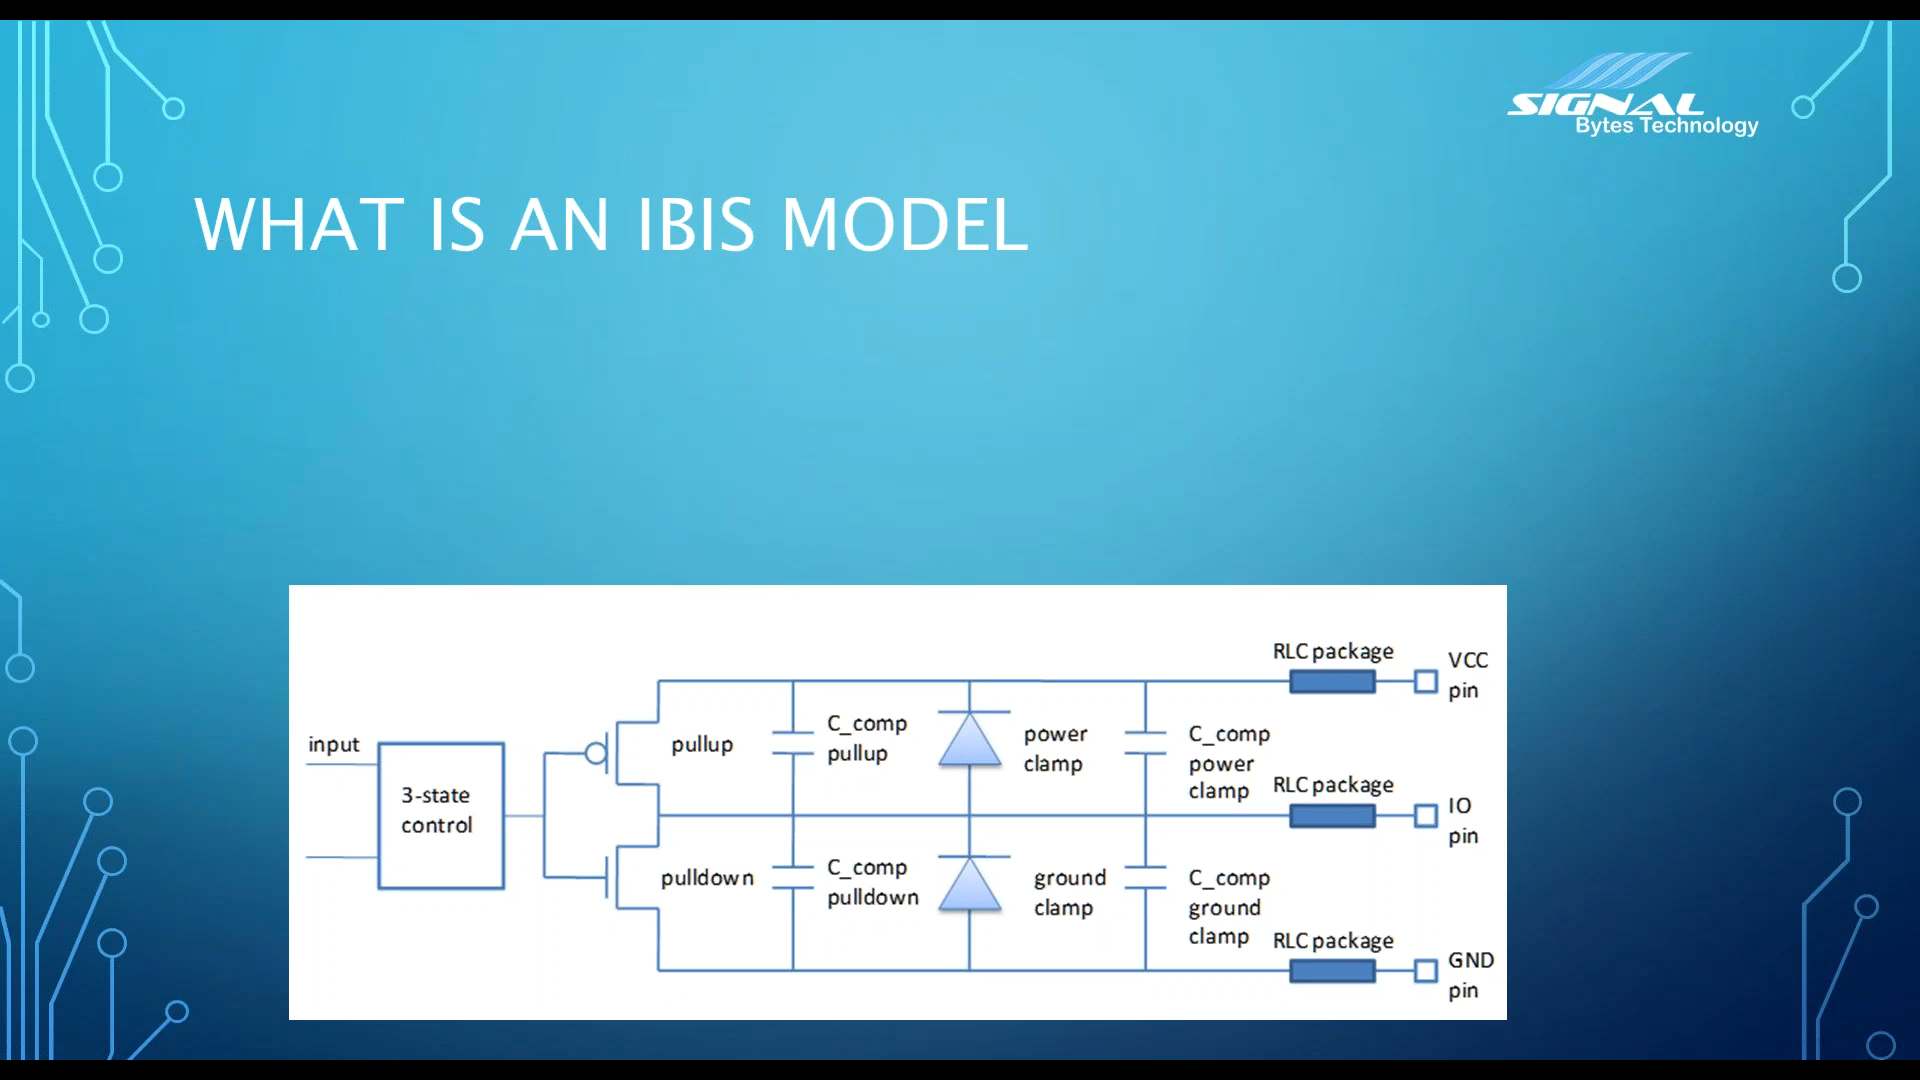 SIGNAL
Bytes Technology
WHAT IS AN IBIS MODEL
RLC package
VCC
pin
input
3-state
control
pullup
C_comp
pullup
power
clamp
C_comp
power
clamp
RLC package
IO
pin
pulldown
C_comp
pulldown
ground
clamp
C_comp
ground
clamp
RLC package
GND
pin